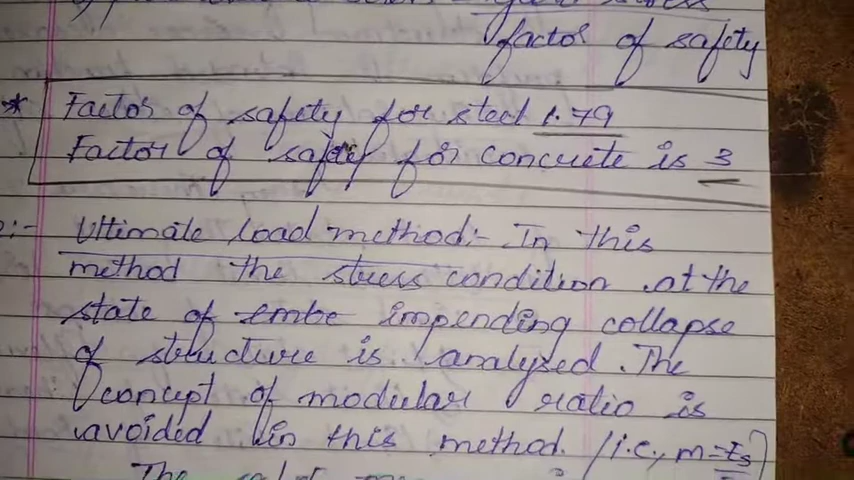 factor of safety
* Factor of safety for steel 1.79
Factor of safety for concrete is 3
:- Ultimate load method:- In this
method the stress condition at the
state of embe impending collapse
of structure is analysed. The
concept of modular ratio is
avoided in this method. (i.e., m=Es)
The